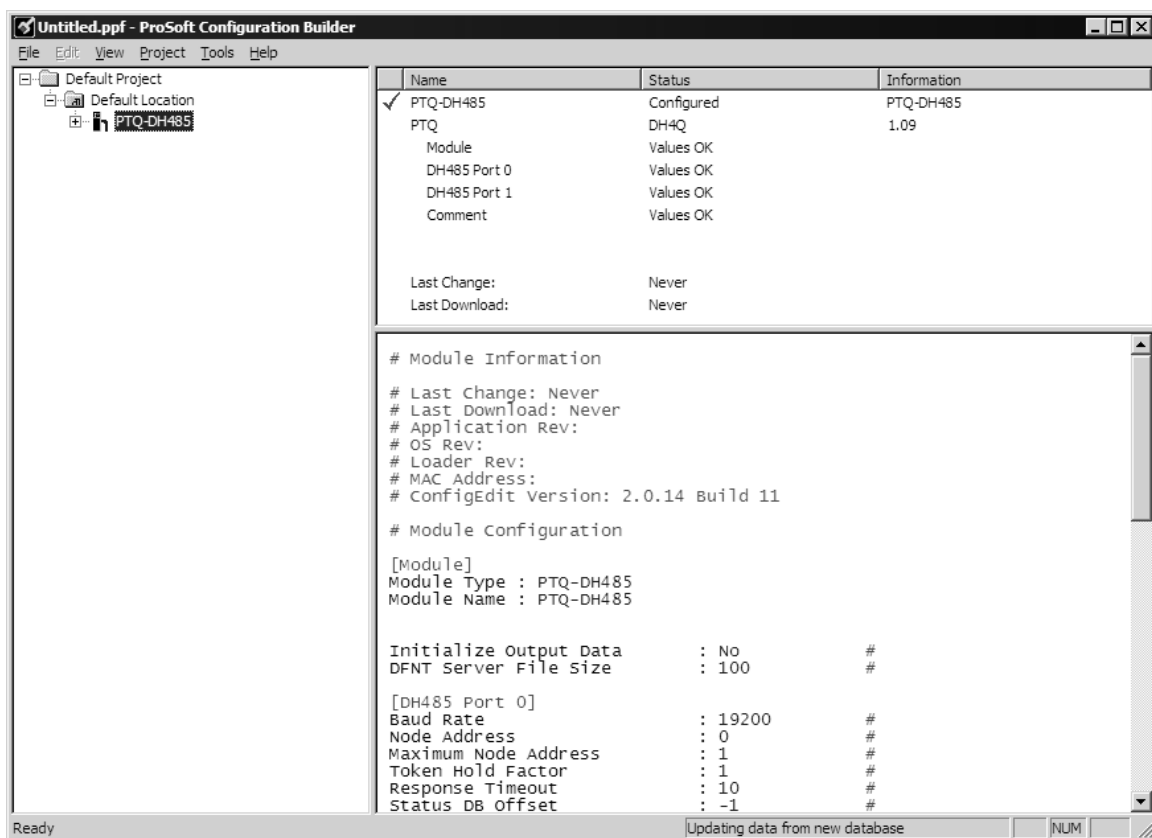 Untitled.ppf - ProSoft Configuration Builder
File Edit View Project Tools Help
Default Project
Default Location
PTQ-DH485
Name Status Information
PTQ-DH485 Configured PTQ-DH485
PTQ DH4Q 1.09
Module Values OK
DH485 Port 0 Values OK
DH485 Port 1 Values OK
Comment Values OK
Last Change: Never
Last Download: Never
# Module Information
# Last Change: Never
# Last Download: Never
# Application Rev:
# OS Rev:
# Loader Rev:
# MAC Address:
# ConfigEdit Version: 2.0.14 Build 11
# Module Configuration
[Module]
Module Type : PTQ-DH485
Module Name : PTQ-DH485
Initialize Output Data : No #
DFNT Server File Size : 100 #
[DH485 Port 0]
Baud Rate : 19200 #
Node Address : 0 #
Maximum Node Address : 1 #
Token Hold Factor : 1 #
Response Timeout : 10 #
Status DB Offset : -1 #
Ready Updating data from new database NUM